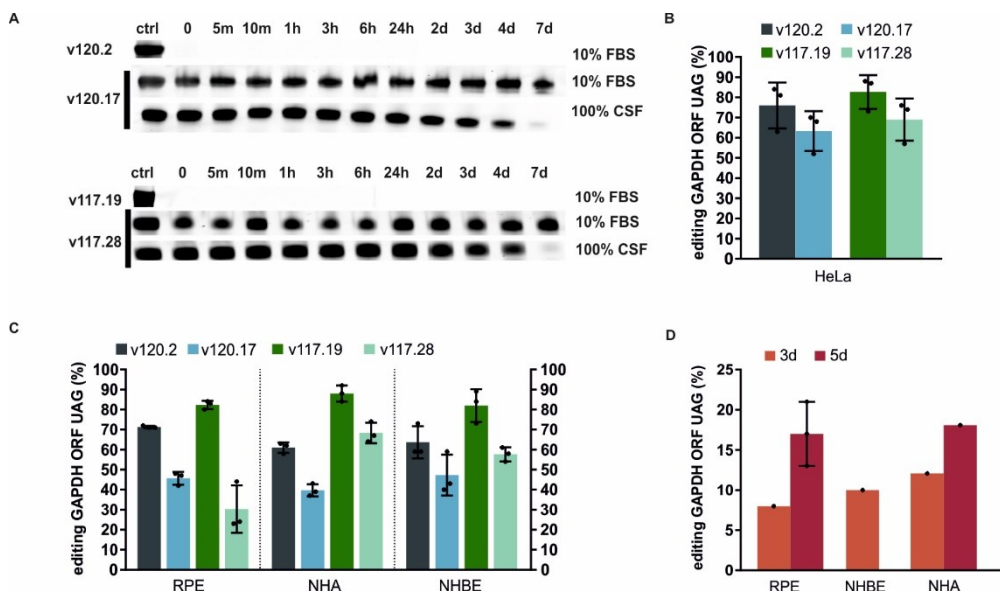 A
ctrl 0 5m 10m 1h 3h 6h 24h 2d 3d 4d 7d
v120.2 10% FBS
v120.17 10% FBS
100% CSF
ctrl 0 5m 10m 1h 3h 6h 24h 2d 3d 4d 7d
v117.19 10% FBS
v117.28 10% FBS
100% CSF
B
v120.2 v120.17
v117.19 v117.28
editing GAPDH ORF UAG (%)
100
90
80
70
60
50
40
30
20
10
0
HeLa
C
v120.2 v120.17 v117.19 v117.28
editing GAPDH ORF UAG (%)
100 100
90 90
80 80
70 70
60 60
50 50
40 40
30 30
20 20
10 10
0 0
RPE NHA NHBE
D
3d 5d
editing GAPDH ORF UAG (%)
25
20
15
10
5
0
RPE NHBE NHA